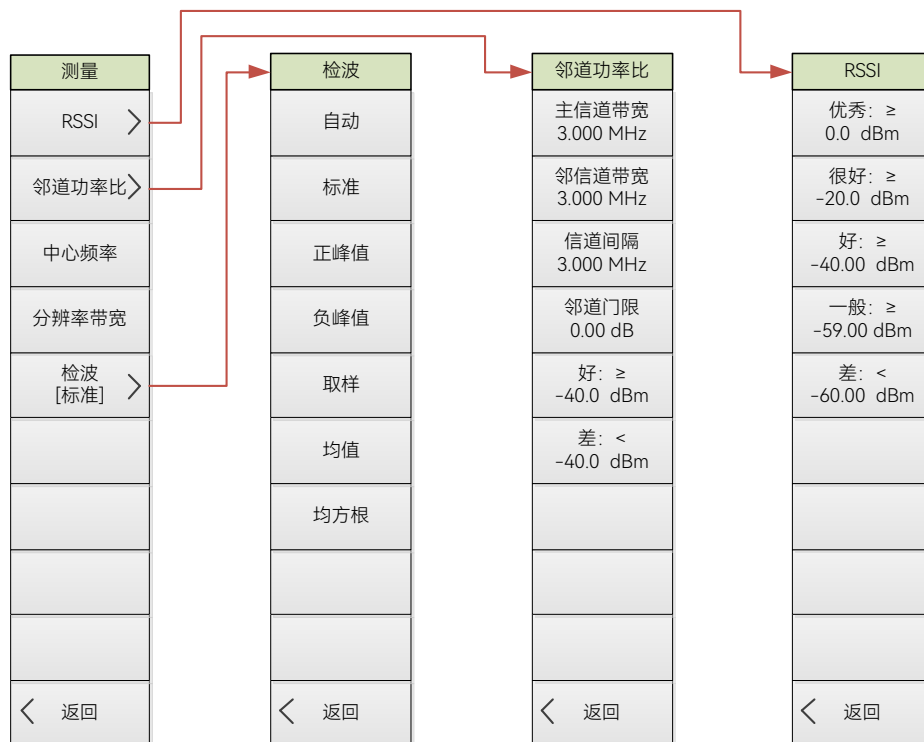 测量
RSSI
邻道功率比
中心频率
分辨率带宽
检波
[标准]
返回
检波
自动
标准
正峰值
负峰值
取样
均值
均方根
返回
邻道功率比
主信道带宽
3.000 MHz
邻信道带宽
3.000 MHz
信道间隔
3.000 MHz
邻道门限
0.00 dB
好: ≥
-40.0 dBm
差: <
-40.0 dBm
返回
RSSI
优秀: ≥
0.0 dBm
很好: ≥
-20.0 dBm
好: ≥
-40.00 dBm
一般: ≥
-59.00 dBm
差: <
-60.00 dBm
返回